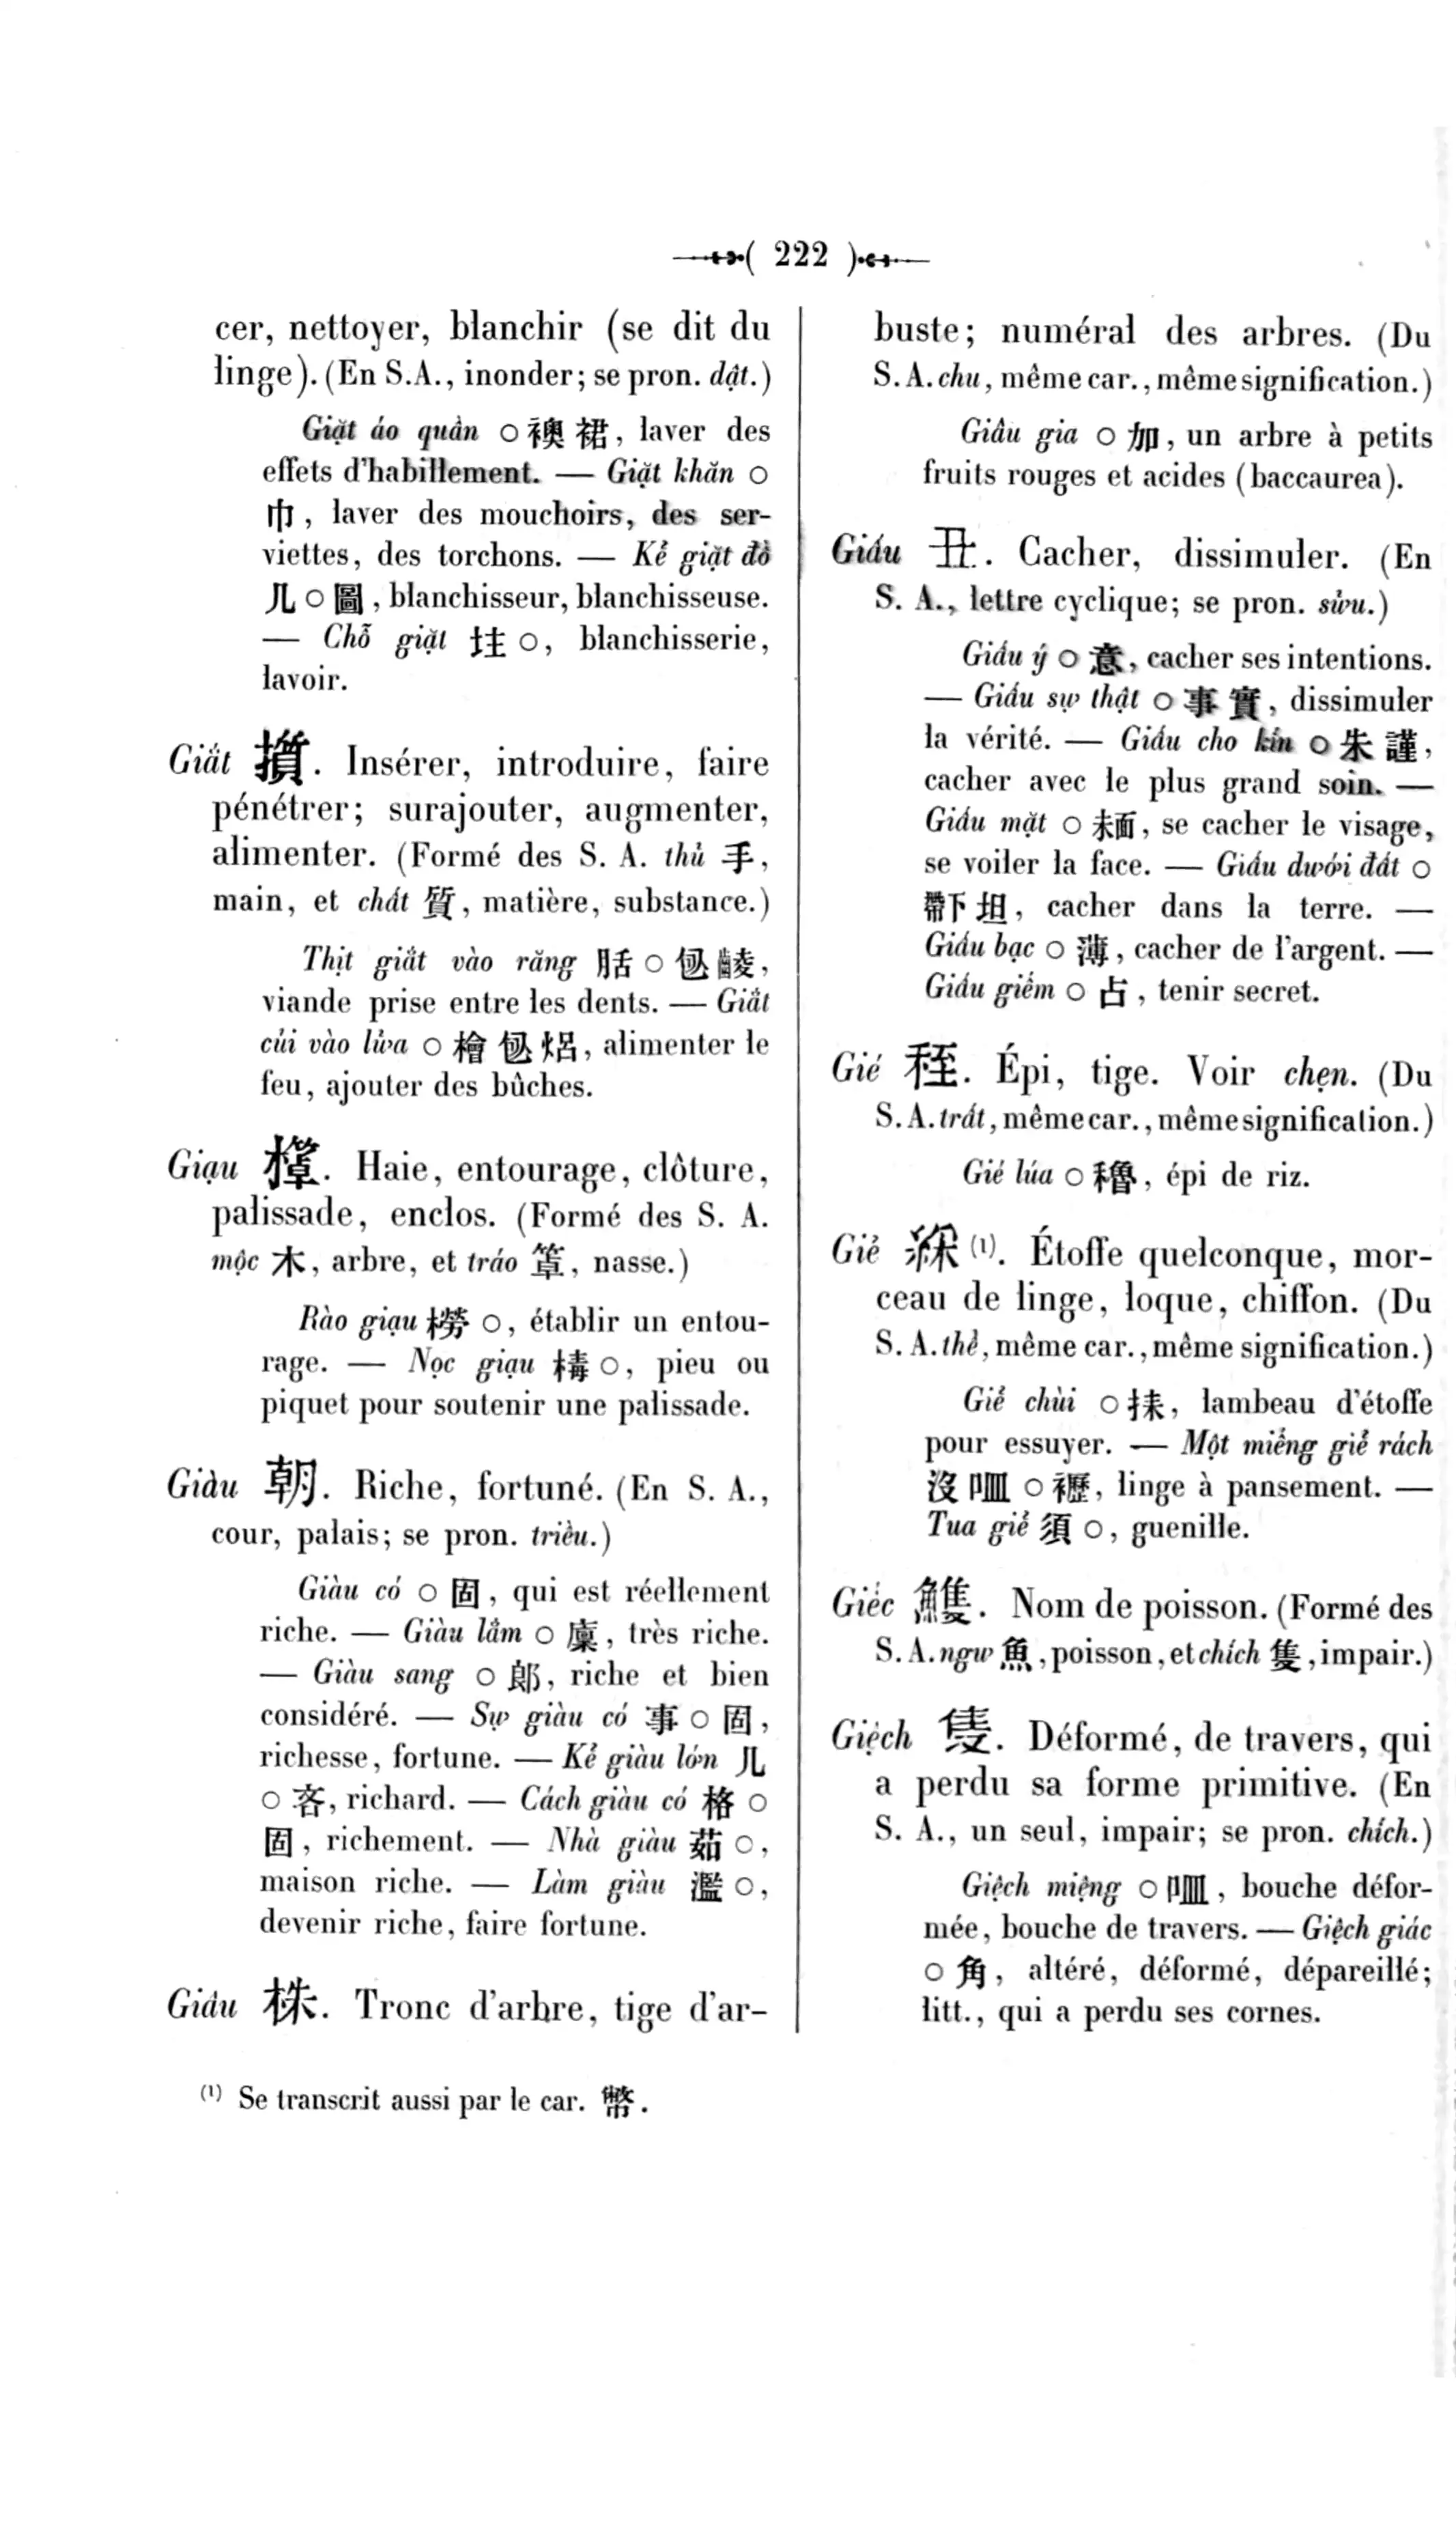 ( 222 )
cer, nettoyer, blanchir (se dit du
linge). (En S.A., inonder; se pron. dật.)
Giặt áo quần ○ 襖 裙, laver des
effets d'habillement. — Giặt khăn ○
巾, laver des mouchoirs, des ser-
viettes, des torchons. — Kẻ giặt đồ
几 ○ 圖, blanchisseur, blanchisseuse.
— Chỗ giặt 拄 ○, blanchisserie,
lavoir.
Giắt 攢. Insérer, introduire, faire
pénétrer; surajouter, augmenter,
alimenter. (Formé des S. A. thủ 手,
main, et chất 質, matière, substance.)
Thịt giắt vào răng ○
viande prise entre les dents. — Giắt
củi vào lửa ○ 檜, alimenter le
feu, ajouter des bûches.
Giạu. Haie, entourage, clôture,
palissade, enclos. (Formé des S. A.
mộc 木, arbre, et tráo 罩, nasse.)
Rào giạu 橯 ○, établir un entou-
rage. — Nọc giạu ○, pieu ou
piquet pour soutenir une palissade.
Giàu 朝. Riche, fortuné. (En S. A.,
cour, palais; se pron. triều.)
Giàu có ○ 固, qui est réellement
riche. — Giàu lắm ○ 廩, très riche.
— Giàu sang ○ 郎, riche et bien
considéré. — Sự giàu có 事 ○ 固,
richesse, fortune. — Kẻ giàu lớn 几
○ 吝, richard. — Cách giàu có 格 ○
固, richement. — Nhà giàu 茹 ○,
maison riche. — Làm giàu 濫 ○,
devenir riche, faire fortune.
Giâu 株. Tronc d'arbre, tige d'ar-
buste; numéral des arbres. (Du
S. A. chu, même car., même signification.)
Giâu gia ○ 加, un arbre à petits
fruits rouges et acides (baccaurea).
Giấu 丑. Cacher, dissimuler. (En
S. A., lettre cyclique; se pron. sửu.)
Giấu ý ○ 意, cacher ses intentions.
— Giấu sự thật ○ 事 實, dissimuler
la vérité. — Giấu cho kín ○ 朱 謹,
cacher avec le plus grand soin. —
Giấu mặt ○, se cacher le visage,
se voiler la face. — Giấu dưới đất ○
坦, cacher dans la terre. —
Giấu bạc ○ 薄, cacher de l'argent. —
Giấu giếm ○ 占, tenir secret.
Gié 秷. Épi, tige. Voir chẹn. (Du
S. A. trất, même car., même signification.)
Gié lúa ○ 穭, épi de riz.
Giẻ (1). Étoffe quelconque, mor-
ceau de linge, loque, chiffon. (Du
S. A. thể, même car., même signification.)
Giẻ chùi ○, lambeau d'étoffe
pour essuyer. — Một miếng giẻ rách
沒 ○, linge à pansement. —
Tua giẻ 須 ○, guenille.
Giếc. Nom de poisson. (Formé des
S. A. ngư 魚, poisson, et chích 隻, impair.)
Giệch 隻. Déformé, de travers, qui
a perdu sa forme primitive. (En
S. A., un seul, impair; se pron. chích.)
Giệch miệng ○, bouche défor-
mée, bouche de travers. — Giệch giác
○ 角, altéré, déformé, dépareillé;
litt., qui a perdu ses cornes.
(1) Se transcrit aussi par le car. 幣.